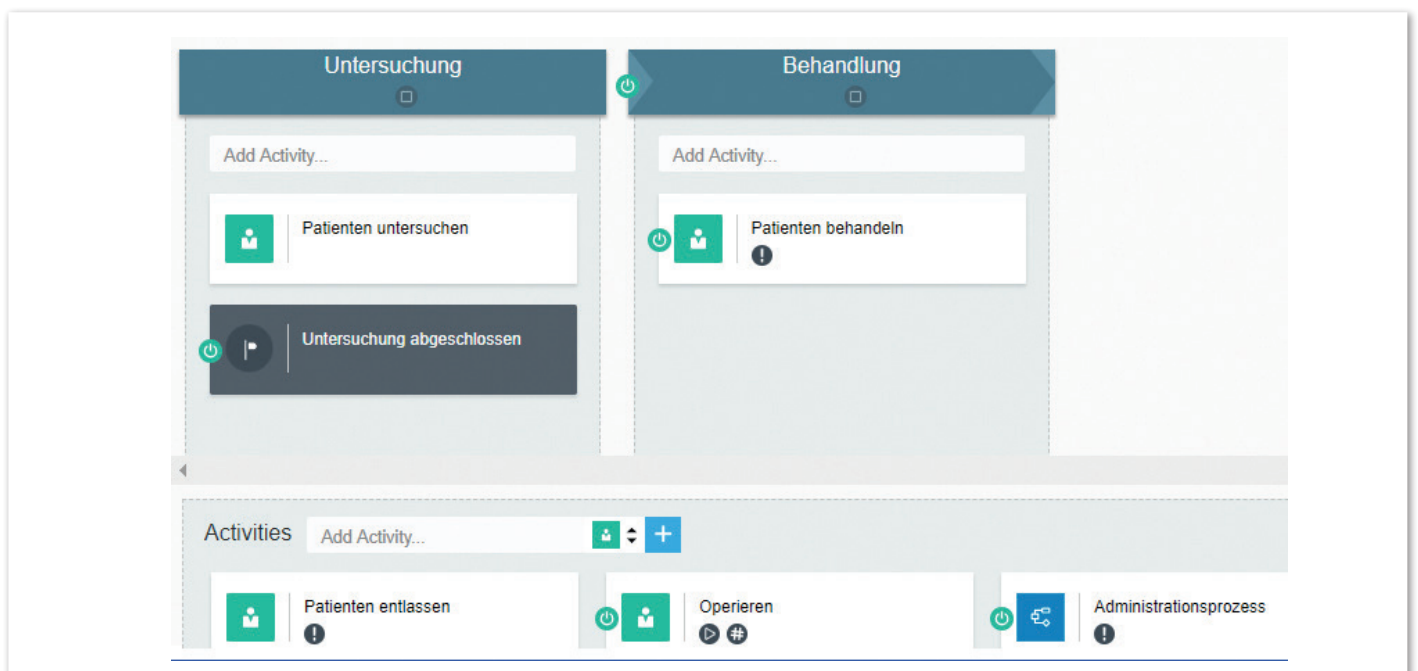 Untersuchung
Behandlung
Add Activity...
Add Activity...
Patienten untersuchen
Patienten behandeln
Untersuchung abgeschlossen
Activities
Add Activity...
Patienten entlassen
Operieren
Administrationsprozess